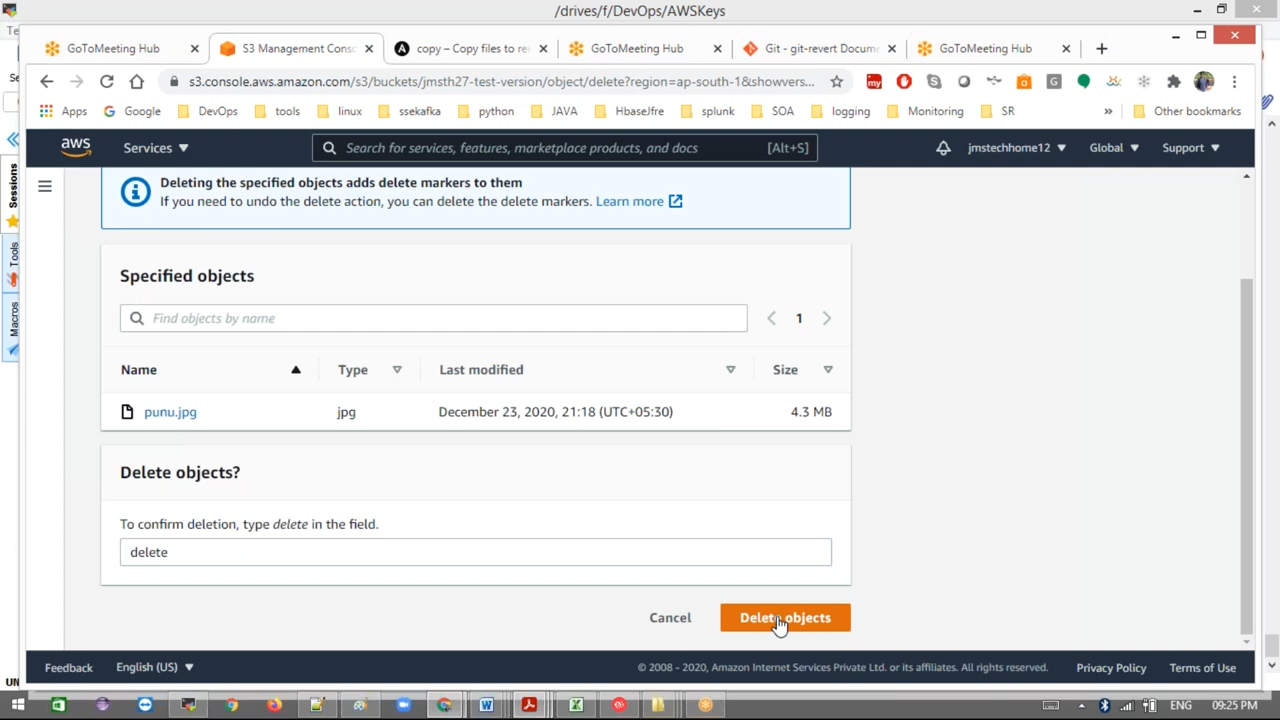 /drives/f/DevOps/AWSKeys
GoToMeeting Hub
S3 Management Cons
copy – Copy files to re
GoToMeeting Hub
Git - git-revert Docume
GoToMeeting Hub
s3.console.aws.amazon.com/s3/buckets/jmsth27-test-version/object/delete?region=ap-south-1&showvers...
Apps
Google
DevOps
tools
linux
ssekafka
python
JAVA
HbaseJfre
splunk
SOA
logging
Monitoring
SR
»
Other bookmarks
aws
Services
Search for services, features, marketplace products, and docs
[Alt+S]
jmstechhome12
Global
Support
Sessions
Tools
Macros
Deleting the specified objects adds delete markers to them
If you need to undo the delete action, you can delete the delete markers. Learn more
Specified objects
Find objects by name
1
Name
Type
Last modified
Size
punu.jpg
jpg
December 23, 2020, 21:18 (UTC+05:30)
4.3 MB
Delete objects?
To confirm deletion, type delete in the field.
delete
Cancel
Delete objects
Feedback
English (US)
© 2008 - 2020, Amazon Internet Services Private Ltd. or its affiliates. All rights reserved.
Privacy Policy
Terms of Use
UN
ENG
09:25 PM